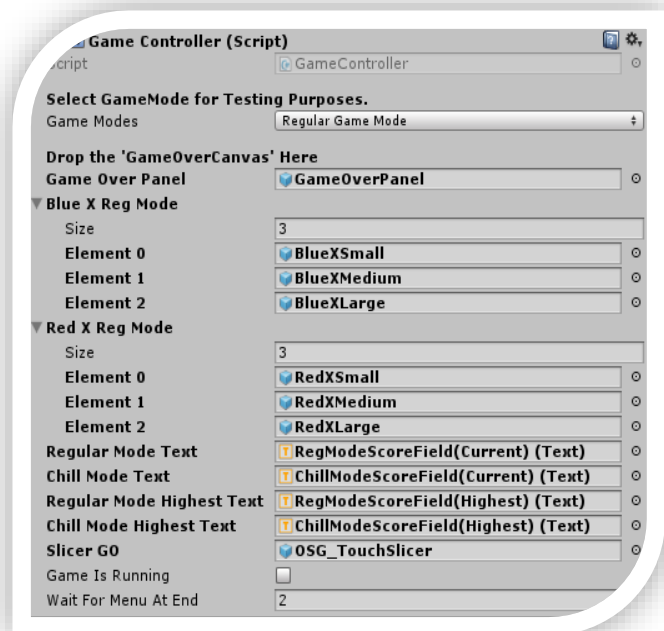 Game Controller (Script)
Script GameController
Select GameMode for Testing Purposes.
Game Modes Regular Game Mode
Drop the 'GameOverCanvas' Here
Game Over Panel GameOverPanel
Blue X Reg Mode
Size 3
Element 0 BlueXSmall
Element 1 BlueXMedium
Element 2 BlueXLarge
Red X Reg Mode
Size 3
Element 0 RedXSmall
Element 1 RedXMedium
Element 2 RedXLarge
Regular Mode Text RegModeScoreField(Current) (Text)
Chill Mode Text ChillModeScoreField(Current) (Text)
Regular Mode Highest Text RegModeScoreField(Highest) (Text)
Chill Mode Highest Text ChillModeScoreField(Highest) (Text)
Slicer GO OSG_TouchSlicer
Game Is Running
Wait For Menu At End 2